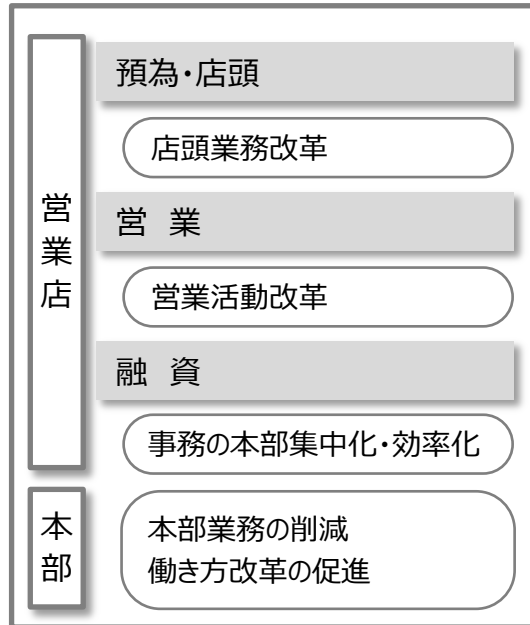 営業店
預為・店頭
店頭業務改革
営 業
営業活動改革
融 資
事務の本部集中化・効率化
本部
本部業務の削減
働き方改革の促進